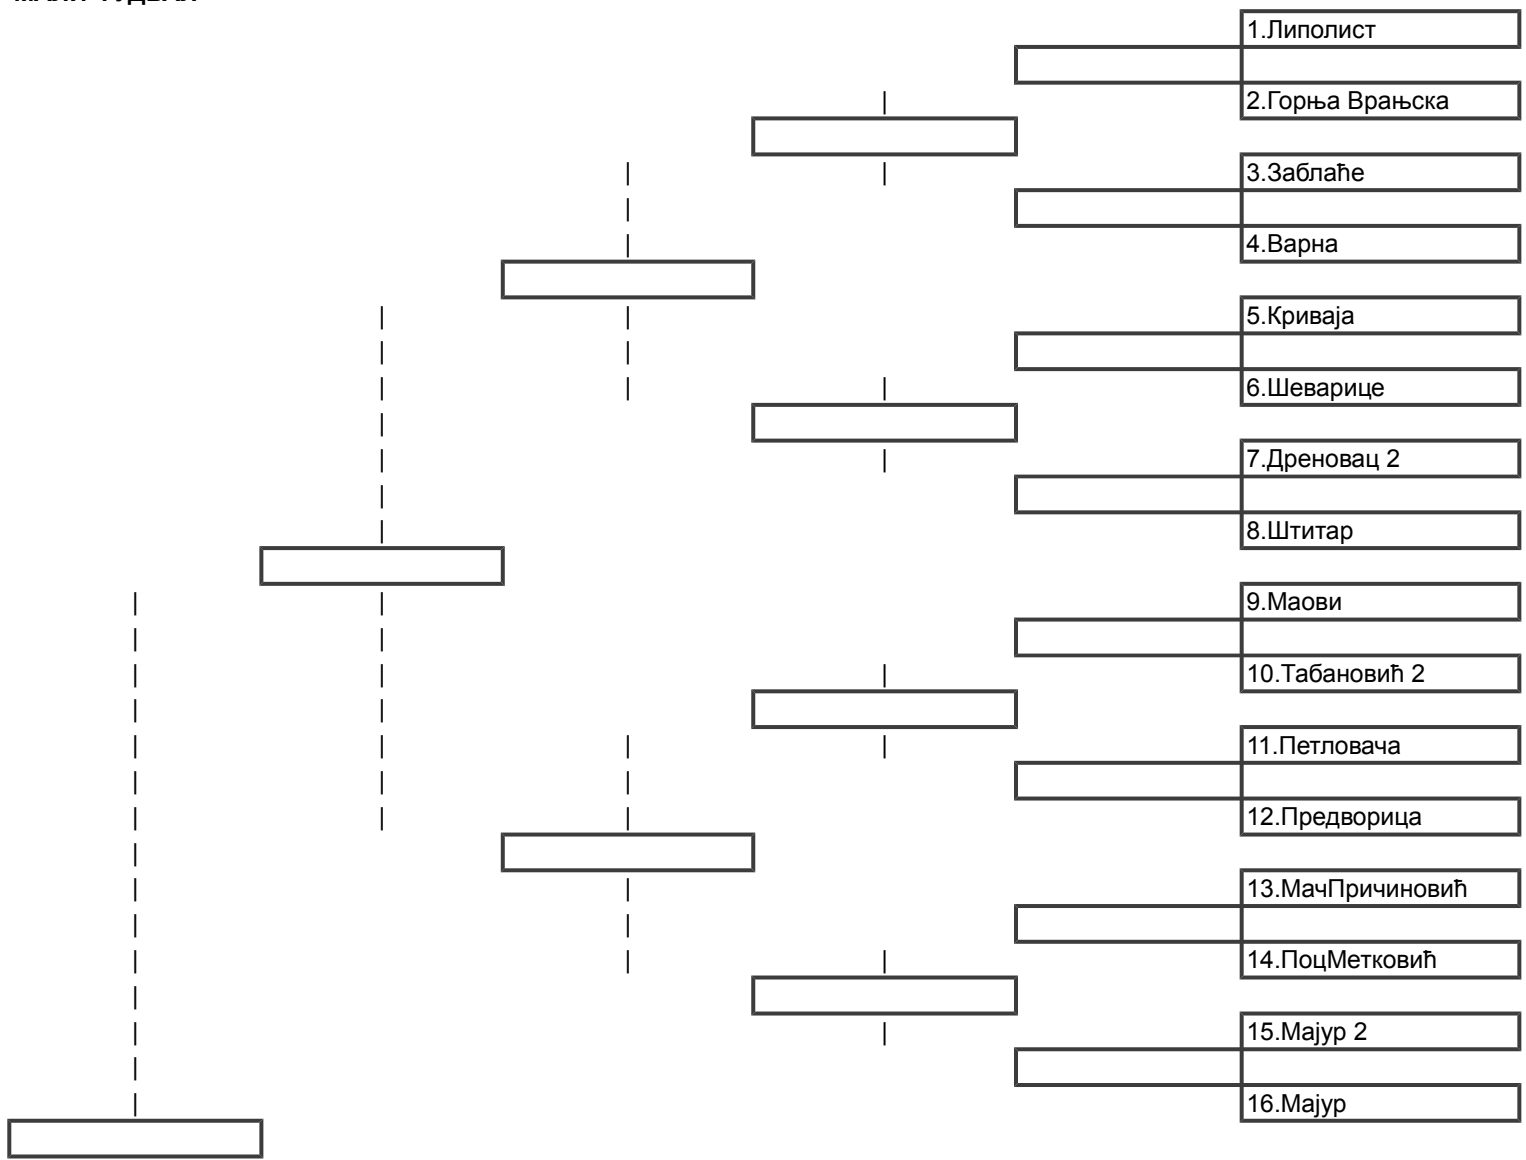 1.Липолист
2.Горња Врањска
3.Заблаће
4.Варна
5.Криваја
6.Шеварице
7.Дреновац 2
8.Штитар
9.Маови
10.Табановић 2
11.Петловача
12.Предворица
13.МачПричиновић
14.ПоцМетковић
15.Мајур 2
16.Мајур